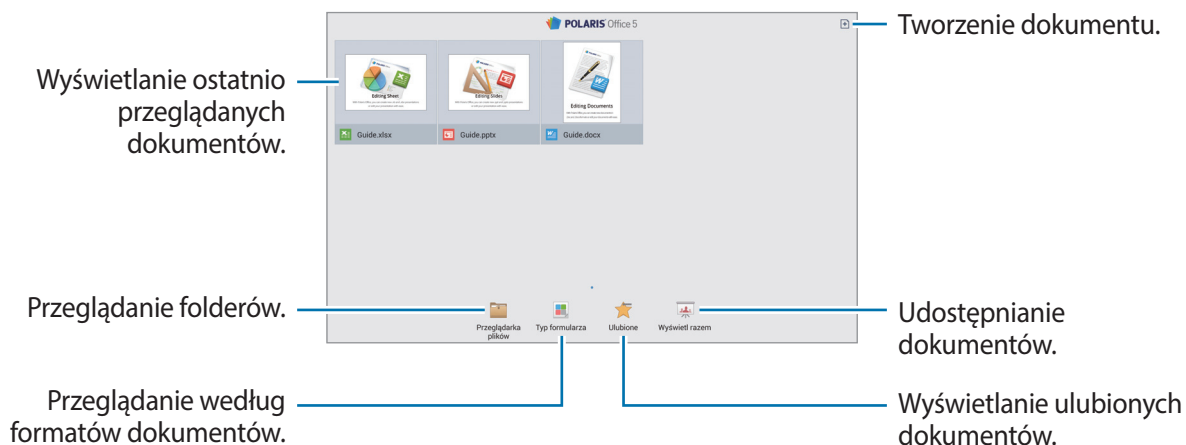 POLARIS Office 5
Tworzenie dokumentu.
Wyświetlanie ostatnio
przeglądanych
dokumentów.
Editing Sheet
Editing Slides
Editing Documents
Guide.xlsx
Guide.pptx
Guide.docx
Przeglądanie folderów.
Przeglądarka
plików
Typ formularza
Ulubione
Wyświetl razem
Udostępnianie
dokumentów.
Przeglądanie według
formatów dokumentów.
Wyświetlanie ulubionych
dokumentów.